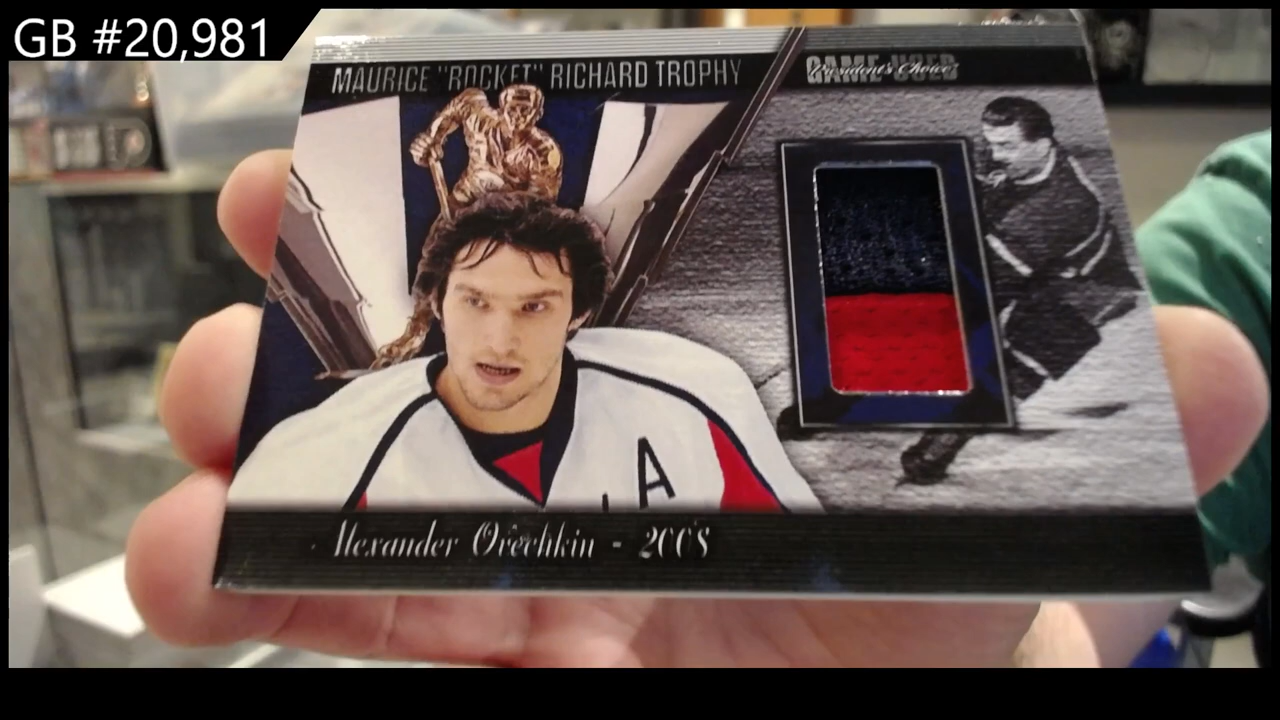 GB #20,981
MAURICE "ROCKET" RICHARD TROPHY
GAME-USED
President's Choice
A
Alexander Ovechkin - 2008